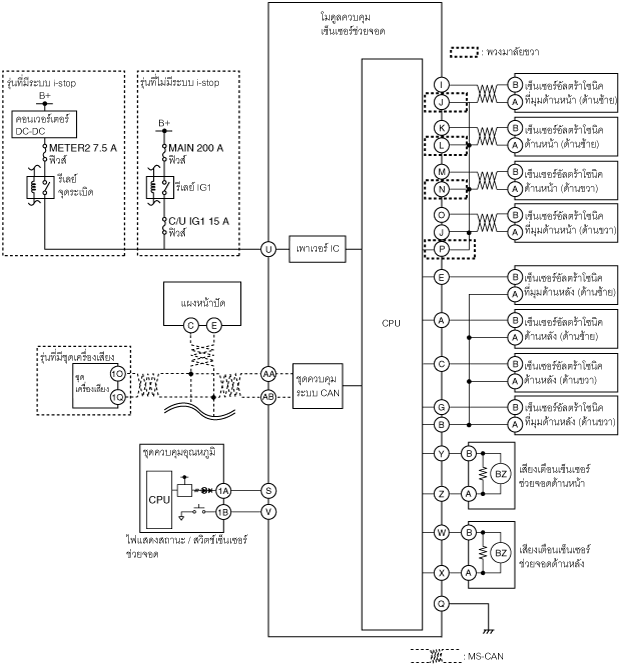 โมดูลควบคุม
เซ็นเซอร์ช่วยจอด
: พวงมาลัยขวา
รุ่นที่มีระบบ i-stop
B+
คอนเวอร์เตอร์
DC-DC
METER2 7.5 A
ฟิวส์
รีเลย์
จุดระเบิด
รุ่นที่ไม่มีระบบ i-stop
B+
MAIN 200 A
ฟิวส์
รีเลย์ IG1
C/U IG1 15 A
ฟิวส์
U
เพาเวอร์ IC
CPU
I
J
K
L
M
N
O
J
P
E
A
C
G
B
Y
Z
W
X
Q
B
A
เซ็นเซอร์อัลตร้าโซนิค
ที่มุมด้านหน้า (ด้านซ้าย)
B
A
เซ็นเซอร์อัลตร้าโซนิค
ด้านหน้า (ด้านซ้าย)
B
A
เซ็นเซอร์อัลตร้าโซนิค
ด้านหน้า (ด้านขวา)
B
A
เซ็นเซอร์อัลตร้าโซนิค
ที่มุมด้านหน้า (ด้านขวา)
B
A
เซ็นเซอร์อัลตร้าโซนิค
ที่มุมด้านหลัง (ด้านซ้าย)
B
A
เซ็นเซอร์อัลตร้าโซนิค
ด้านหลัง (ด้านซ้าย)
B
A
เซ็นเซอร์อัลตร้าโซนิค
ด้านหลัง (ด้านขวา)
B
A
เซ็นเซอร์อัลตร้าโซนิค
ที่มุมด้านหลัง (ด้านขวา)
B
A
BZ
เสียงเตือนเซ็นเซอร์
ช่วยจอดด้านหน้า
B
A
BZ
เสียงเตือนเซ็นเซอร์
ช่วยจอดด้านหลัง
แผงหน้าปัด
C
E
รุ่นที่มีชุดเครื่องเสียง
ชุด
เครื่องเสียง
1O
1Q
AA
AB
ชุดควบคุม
ระบบ CAN
ชุดควบคุมอุณหภูมิ
CPU
1A
1B
S
V
ไฟแสดงสถานะ / สวิตช์เซ็นเซอร์
ช่วยจอด
: MS-CAN